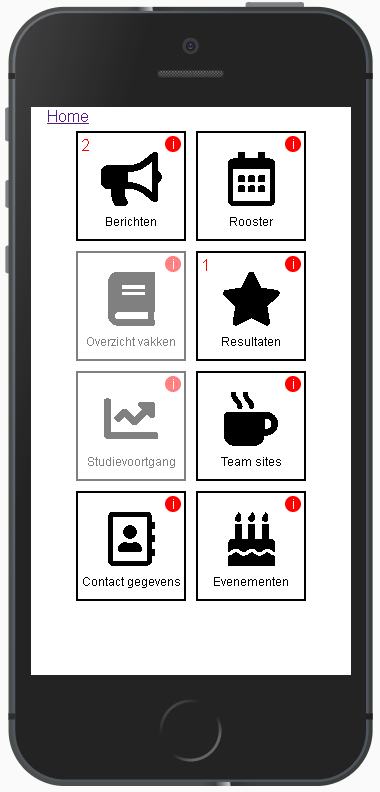 Home
2 i i
Berichten Rooster
i 1 i
Overzicht vakken Resultaten
i i
Studievoortgang Team sites
i i
Contact gegevens Evenementen